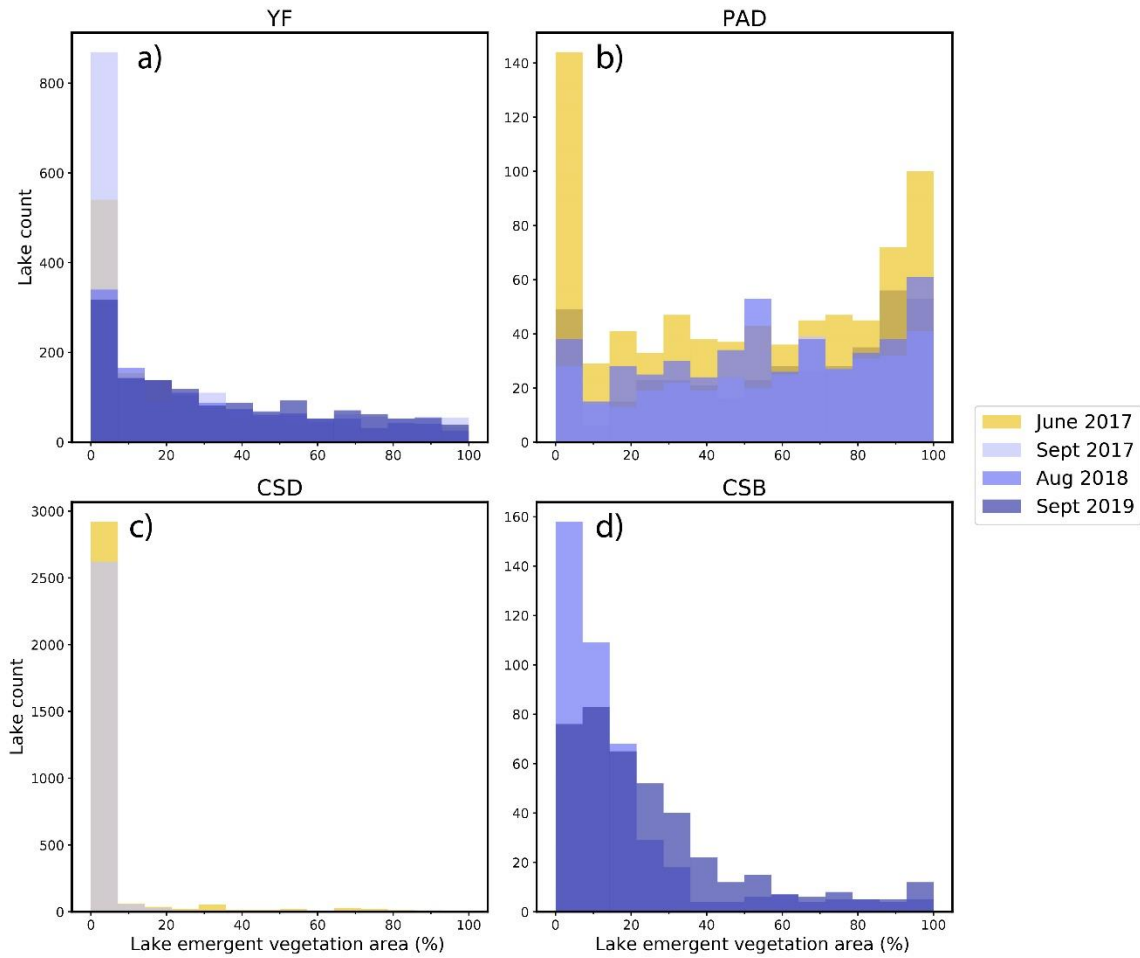 YF
a)
800
600
400
200
0
Lake count
0 20 40 60 80 100
PAD
b)
140
120
100
80
60
40
20
0
0 20 40 60 80 100
June 2017
Sept 2017
Aug 2018
Sept 2019
CSD
c)
3000
2500
2000
1500
1000
500
0
Lake count
0 20 40 60 80 100
Lake emergent vegetation area (%)
CSB
d)
160
140
120
100
80
60
40
20
0
0 20 40 60 80 100
Lake emergent vegetation area (%)